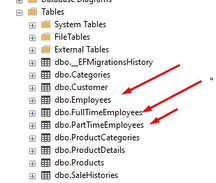 Tables
System Tables
FileTables
External Tables
dbo.__EFMigrationsHistory
dbo.Categories
dbo.Customer
dbo.Employees
dbo.FullTimeEmployees
dbo.PartTimeEmployees
dbo.ProductCategories
dbo.ProductDetails
dbo.Products
dbo.SaleHistories